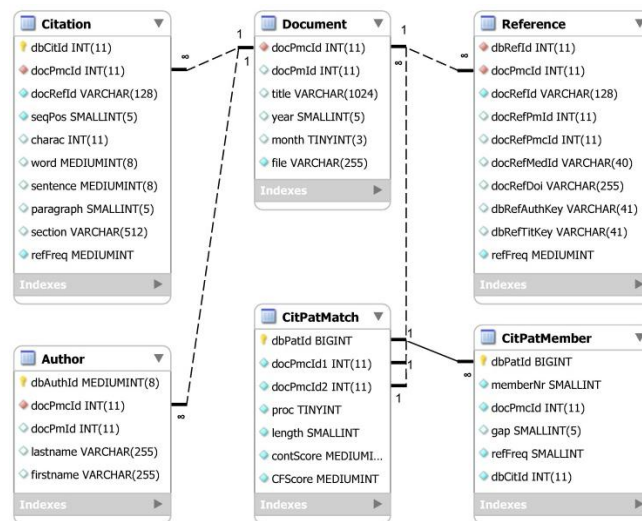 Citation
dbCitId INT(11)
docPmcId INT(11)
docRefId VARCHAR(128)
seqPos SMALLINT(5)
charac INT(11)
word MEDIUMINT(8)
sentence MEDIUMINT(8)
paragraph SMALLINT(5)
section VARCHAR(512)
refFreq MEDIUMINT
Indexes
∞
1
1
Document
docPmcId INT(11)
docPmId INT(11)
title VARCHAR(1024)
year SMALLINT(5)
month TINYINT(3)
file VARCHAR(255)
Indexes
1
∞
∞
Reference
dbRefId INT(11)
docPmcId INT(11)
docRefId VARCHAR(128)
docRefPmId INT(11)
docRefPmcId INT(11)
docRefMedId VARCHAR(40)
docRefDoi VARCHAR(255)
dbRefAuthKey VARCHAR(41)
dbRefTitKey VARCHAR(41)
refFreq MEDIUMINT
Indexes
Author
dbAuthId MEDIUMINT(8)
docPmcId INT(11)
docPmId INT(11)
lastname VARCHAR(255)
firstname VARCHAR(255)
Indexes
∞
CitPatMatch
dbPatId BIGINT
docPmcId1 INT(11)
docPmcId2 INT(11)
proc TINYINT
length SMALLINT
contScore MEDIUMI...
CFScore MEDIUMINT
Indexes
1
1
1
∞
CitPatMember
dbPatId BIGINT
memberNr SMALLINT
docPmcId INT(11)
gap SMALLINT(5)
refFreq SMALLINT
dbCitId INT(11)
Indexes